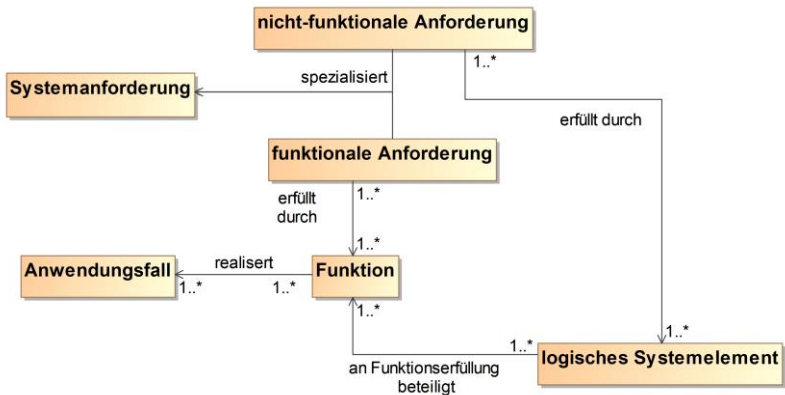 nicht-funktionale Anforderung
1..*
spezialisiert
Systemanforderung
erfüllt durch
funktionale Anforderung
erfüllt
durch
1..*
1..*
realisert
Anwendungsfall
Funktion
1..*
1..*
1..*
1..*
1..*
logisches Systemelement
an Funktionserfüllung
beteiligt